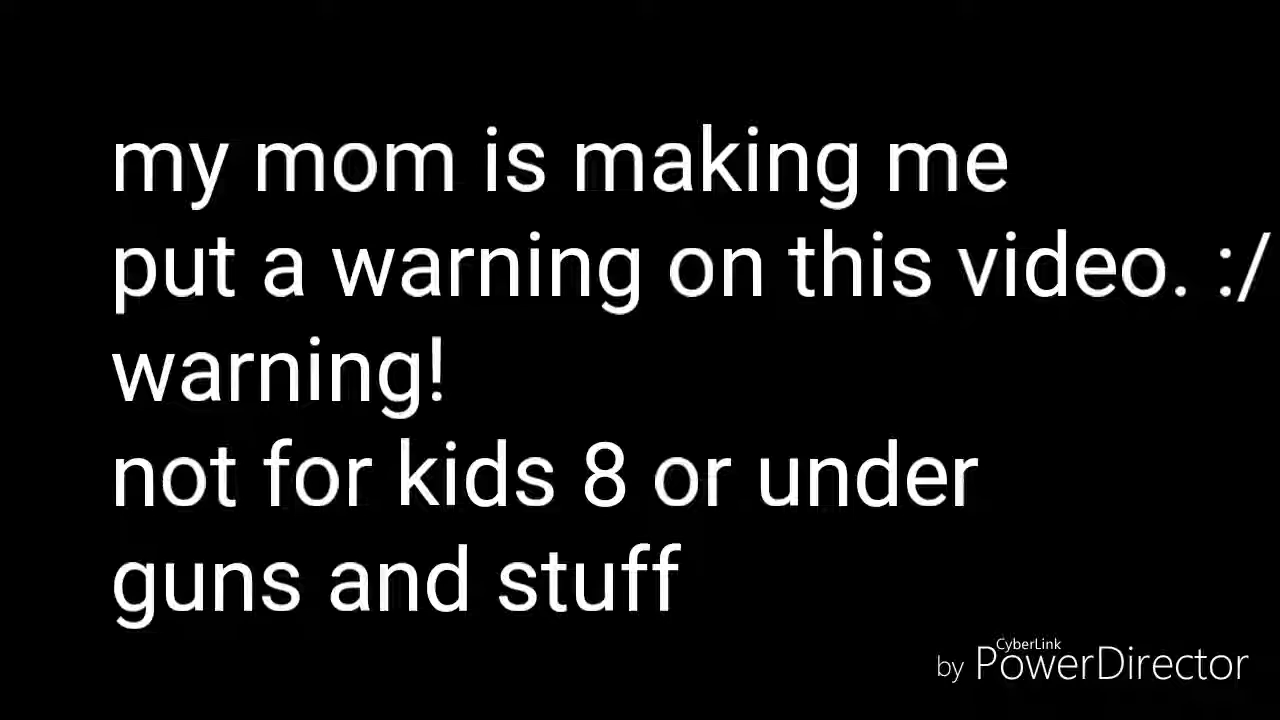 my mom is making me
put a warning on this video. :/
warning!
not for kids 8 or under
guns and stuff
CyberLink
by PowerDirector